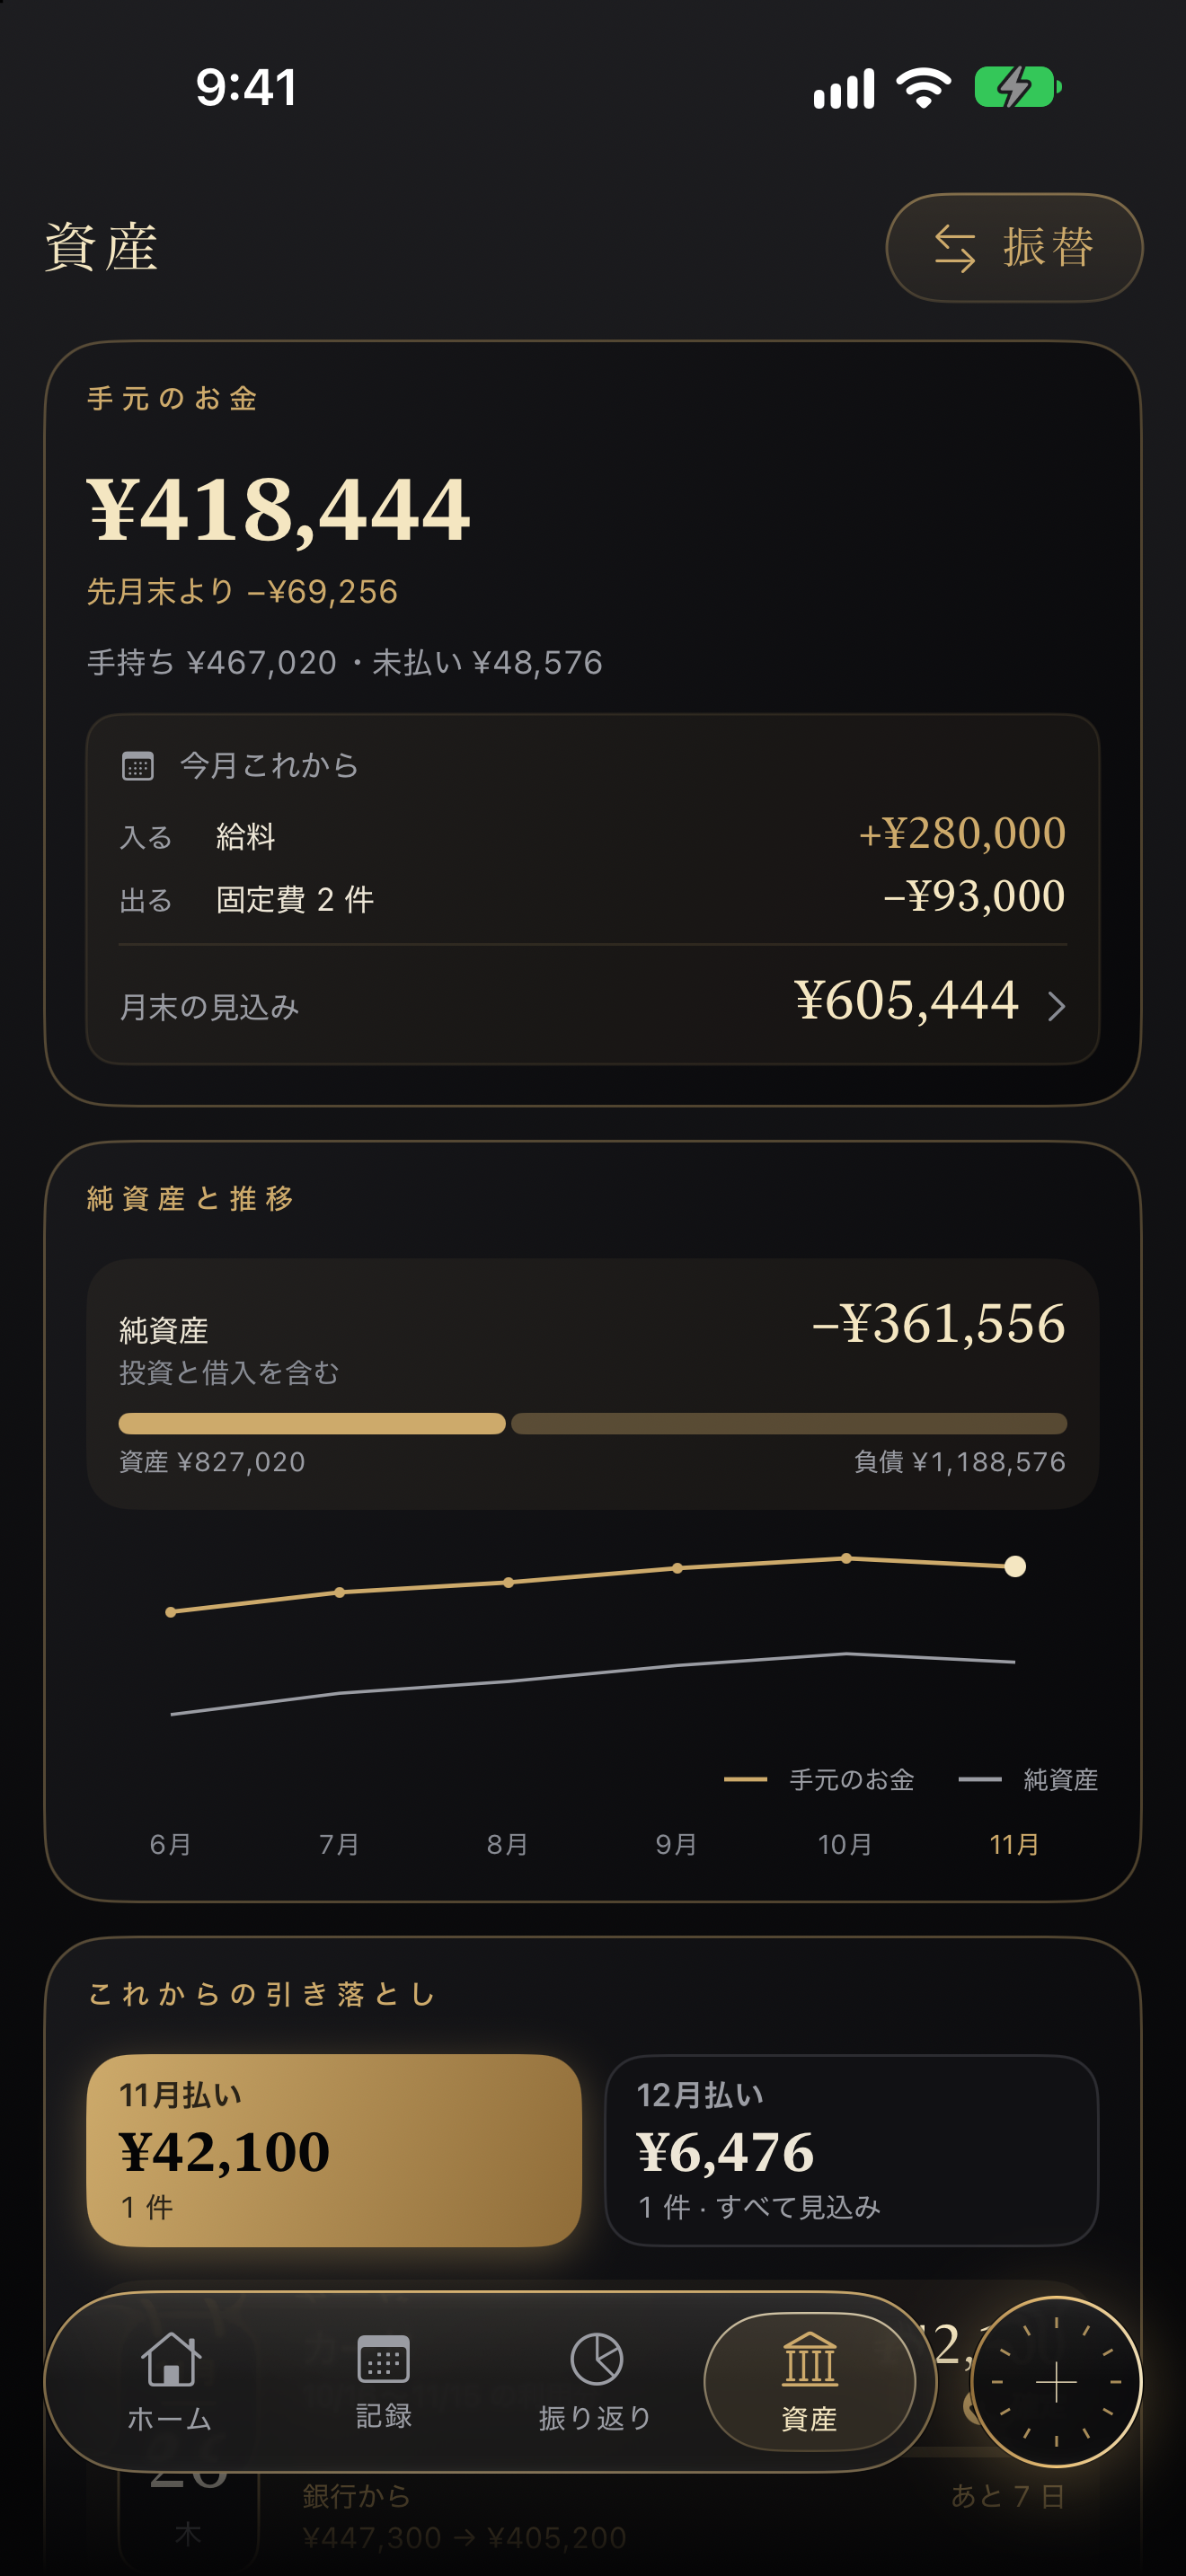 9:41
資産
振替
手元のお金
¥418,444
先月末より −¥69,256
手持ち ¥467,020・未払い ¥48,576
今月これから
入る 給料 +¥280,000
出る 固定費 2 件 −¥93,000
月末の見込み ¥605,444
純資産と推移
純資産 −¥361,556
投資と借入を含む
資産 ¥827,020 負債 ¥1,188,576
手元のお金 純資産
6月 7月 8月 9月 10月 11月
これからの引き落とし
11月払い
¥42,100
1 件
12月払い
¥6,476
1 件 · すべて見込み
ホーム 記録 振り返り 資産
銀行から あと 7 日
木 ¥447,300 → ¥405,200